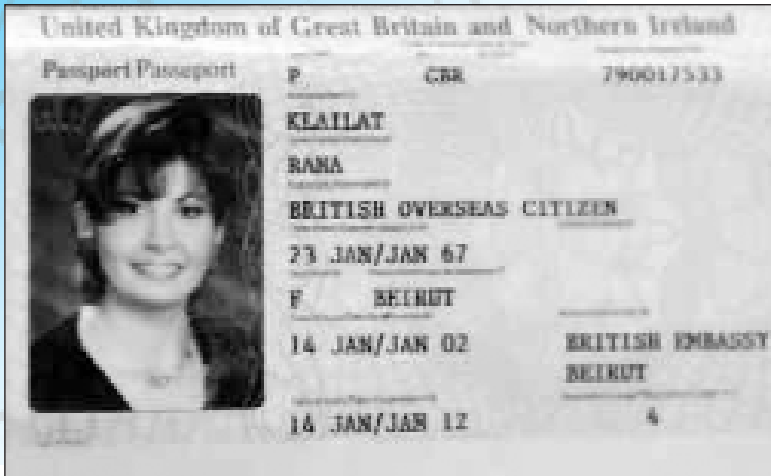 United Kingdom of Great Britain and Northern Ireland
Passport Passeport
P GBR 790017533
KLAILAT
RANA
BRITISH OVERSEAS CITIZEN
23 JAN/JAN 67
F BEIRUT
14 JAN/JAN 02 BRITISH EMBASSY
BEIRUT
14 JAN/JAN 12 4